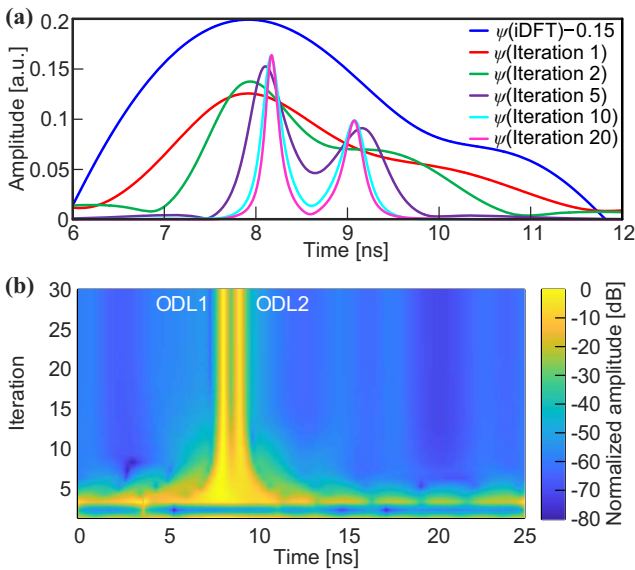 (a)
0.2
0.15
0.1
0.05
0
Amplitude [a.u.]
ψ(iDFT)−0.15
ψ(Iteration 1)
ψ(Iteration 2)
ψ(Iteration 5)
ψ(Iteration 10)
ψ(Iteration 20)
6 7 8 9 10 11 12
Time [ns]
(b)
30
25
20
15
10
5
Iteration
ODL1 ODL2
0 5 10 15 20 25
Time [ns]
0
-10
-20
-30
-40
-50
-60
-70
-80
Normalized amplitude [dB]